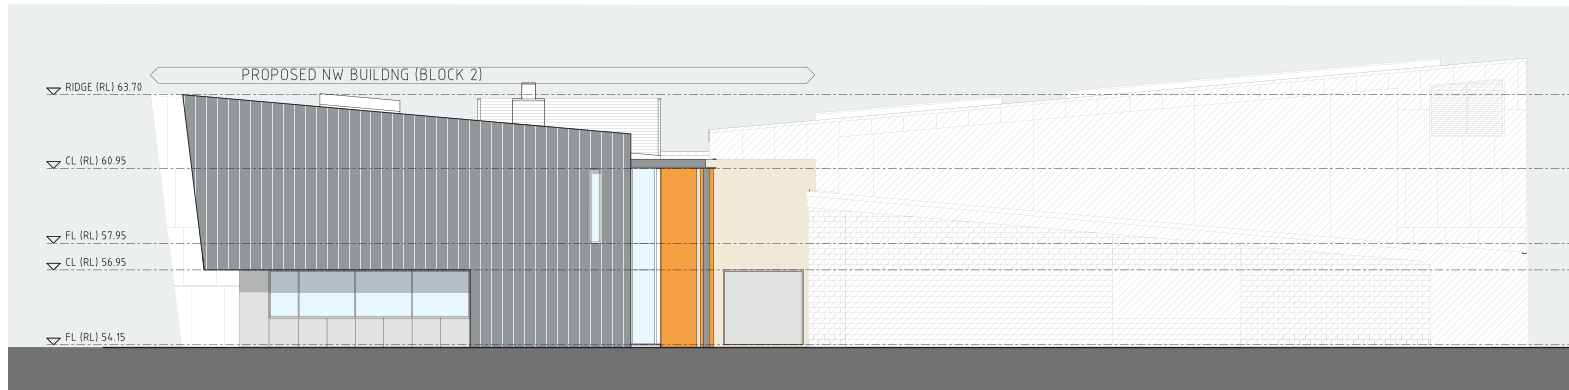 PROPOSED NW BUILDNG (BLOCK 2)
RIDGE (RL) 63.70
CL (RL) 60.95
FL (RL) 57.95
CL (RL) 56.95
FL (RL) 54.15